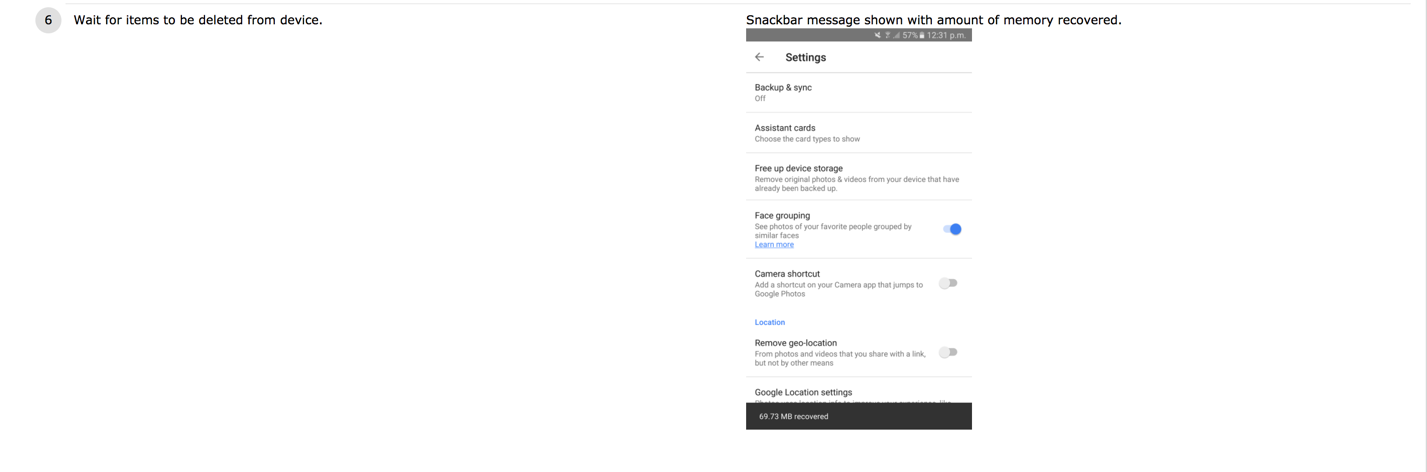 6 Wait for items to be deleted from device.
Snackbar message shown with amount of memory recovered.
57% 12:31 p.m.
Settings
Backup & sync
Off
Assistant cards
Choose the card types to show
Free up device storage
Remove original photos & videos from your device that have
already been backed up.
Face grouping
See photos of your favorite people grouped by
similar faces
Learn more
Camera shortcut
Add a shortcut on your Camera app that jumps to
Google Photos
Location
Remove geo-location
From photos and videos that you share with a link,
but not by other means
Google Location settings
69.73 MB recovered